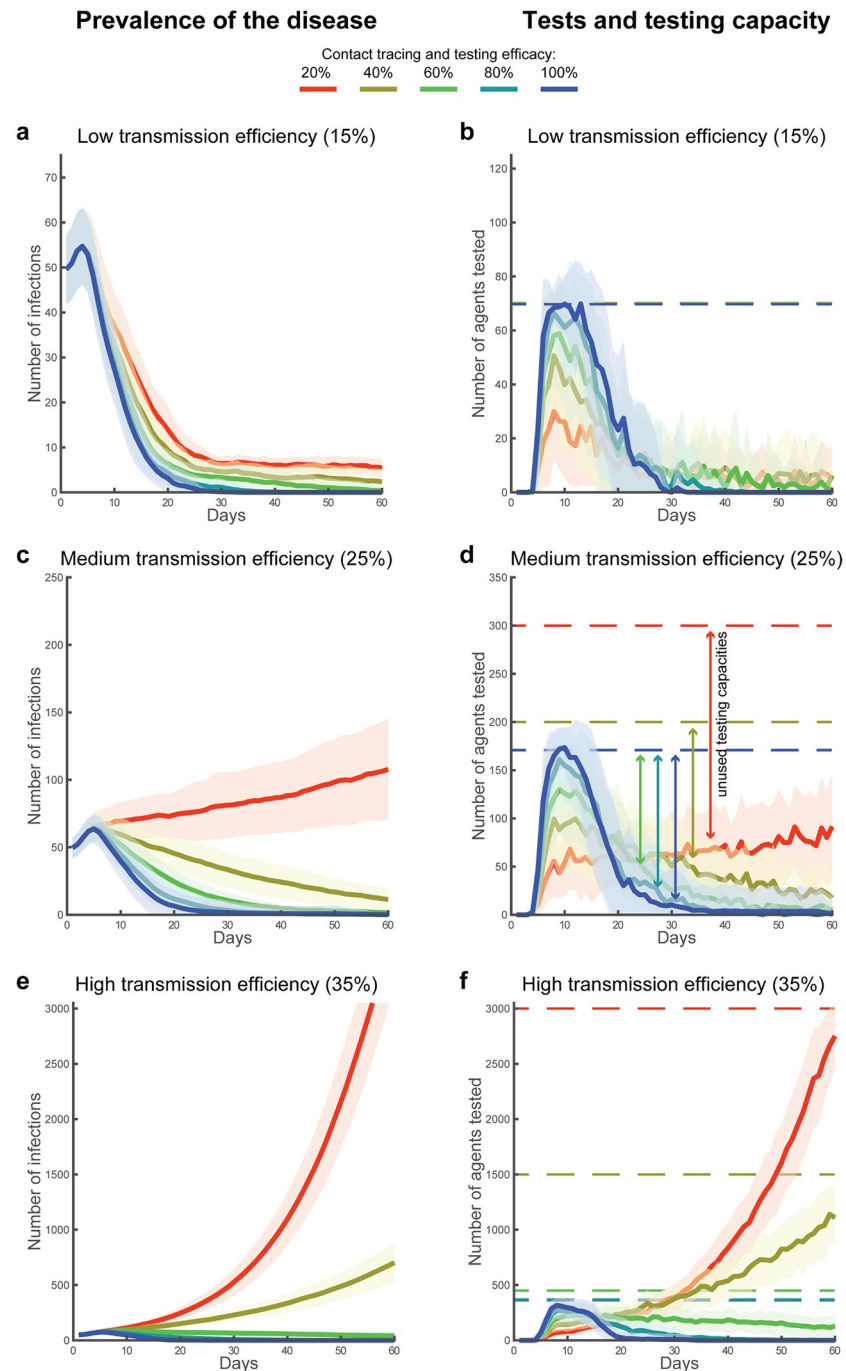 Prevalence of the disease
Tests and testing capacity
Contact tracing and testing efficacy:
20% 40% 60% 80% 100%
a
Low transmission efficiency (15%)
Number of infections
70
60
50
40
30
20
10
0
0 10 20 30 40 50 60
Days
b
Low transmission efficiency (15%)
Number of agents tested
120
100
80
60
40
20
0
0 10 20 30 40 50 60
Days
c
Medium transmission efficiency (25%)
Number of infections
250
200
150
100
50
0
0 10 20 30 40 50 60
Days
d
Medium transmission efficiency (25%)
Number of agents tested
350
300
250
200
150
100
50
0
unused testing capacities
0 10 20 30 40 50 60
Days
e
High transmission efficiency (35%)
Number of infections
3000
2500
2000
1500
1000
500
0
0 10 20 30 40 50 60
Days
f
High transmission efficiency (35%)
Number of agents tested
3000
2500
2000
1500
1000
500
0
0 10 20 30 40 50 60
Days